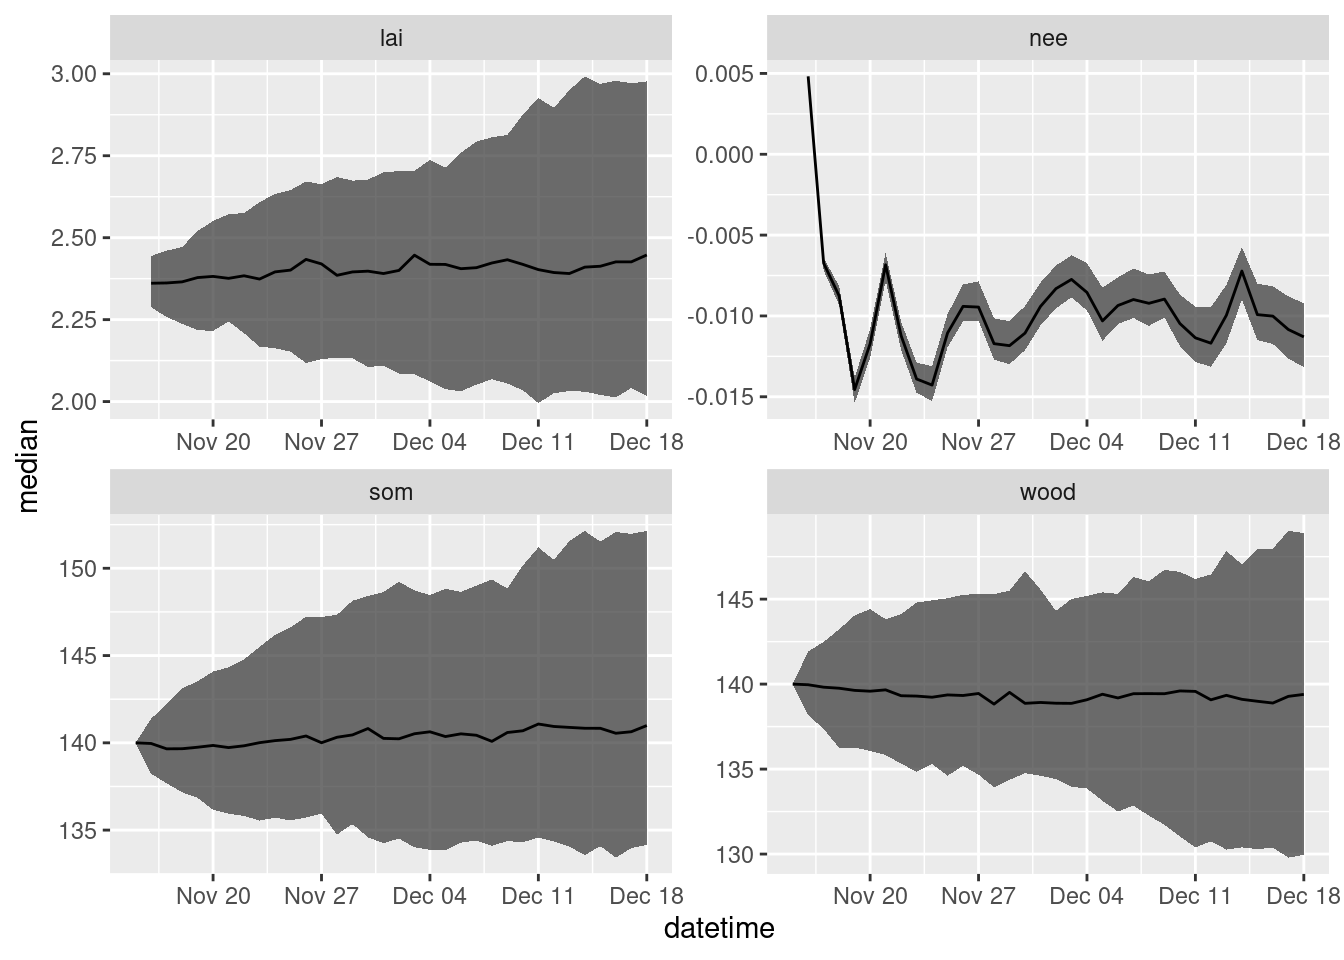 lai
3.00
2.75
2.50
2.25
2.00
Nov 20 Nov 27 Dec 04 Dec 11 Dec 18
nee
0.005
0.000
-0.005
-0.010
-0.015
Nov 20 Nov 27 Dec 04 Dec 11 Dec 18
median
som
150
145
140
135
Nov 20 Nov 27 Dec 04 Dec 11 Dec 18
wood
145
140
135
130
Nov 20 Nov 27 Dec 04 Dec 11 Dec 18
datetime